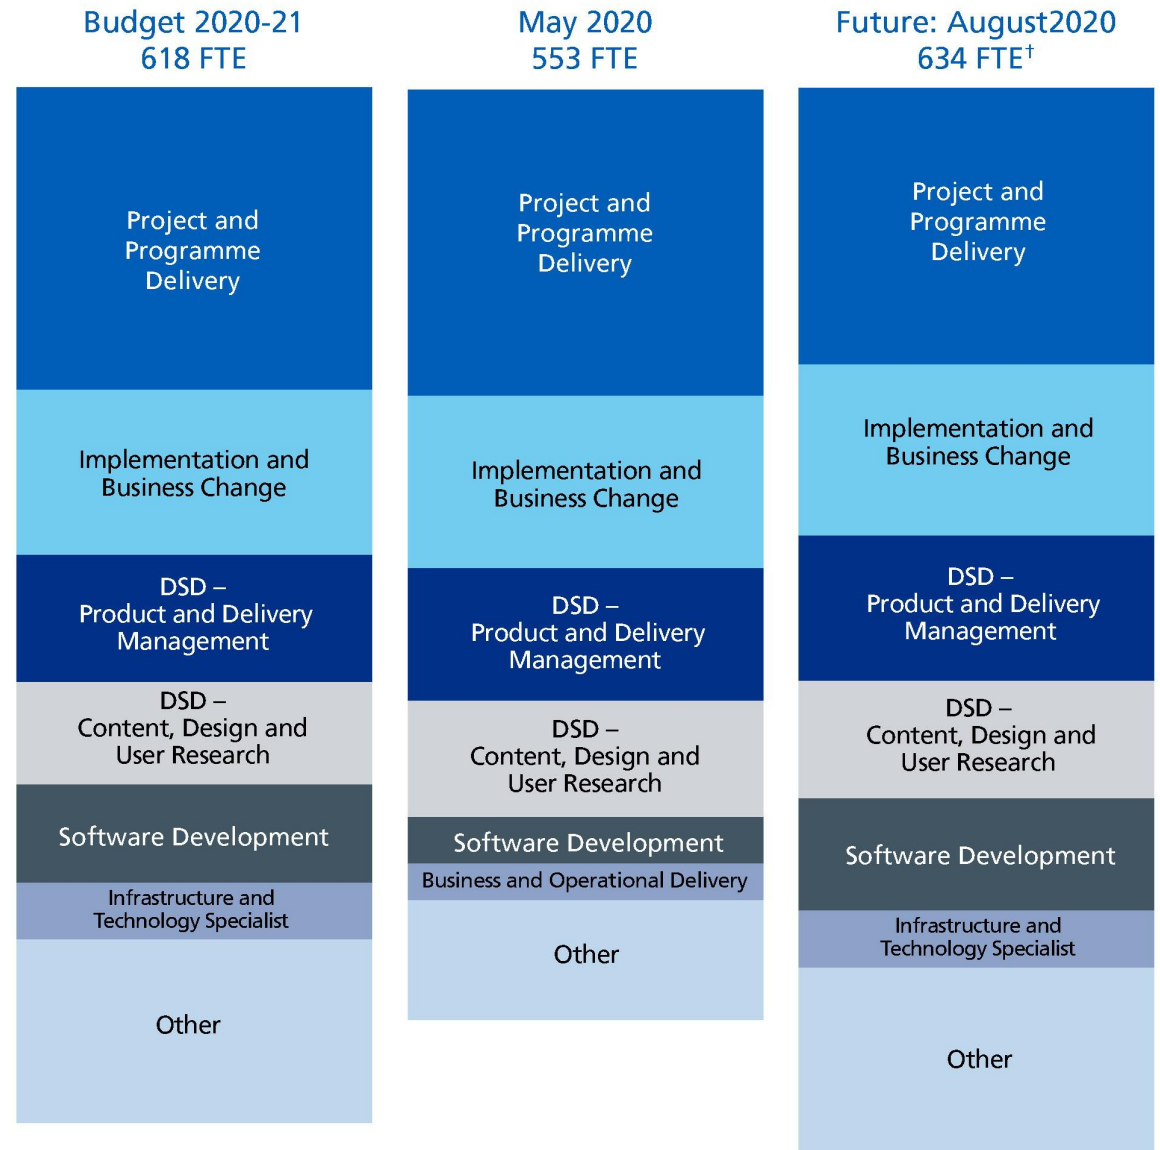 Budget 2020-21
618 FTE
Project and
Programme
Delivery
Implementation and
Business Change
DSD –
Product and Delivery
Management
DSD –
Content, Design and
User Research
Software Development
Infrastructure and
Technology Specialist
Other
May 2020
553 FTE
Project and
Programme
Delivery
Implementation and
Business Change
DSD –
Product and Delivery
Management
DSD –
Content, Design and
User Research
Software Development
Business and Operational Delivery
Other
Future: August2020
634 FTE†
Project and
Programme
Delivery
Implementation and
Business Change
DSD –
Product and Delivery
Management
DSD –
Content, Design and
User Research
Software Development
Infrastructure and
Technology Specialist
Other